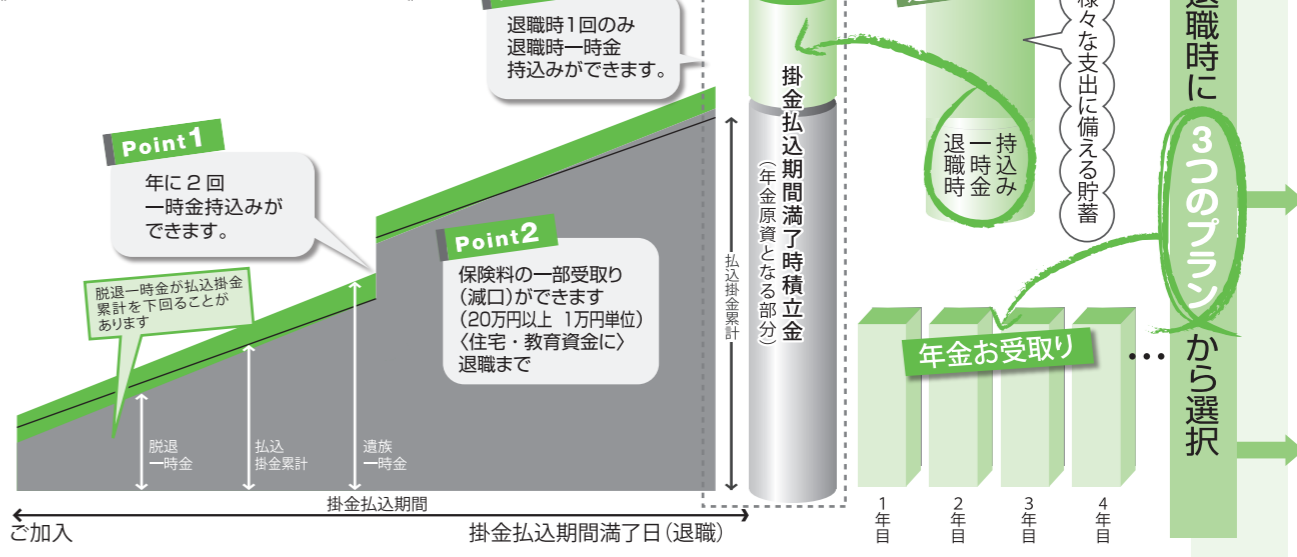 退職時1回のみ
退職時一時金
持込みができます。
Point1
年に2回
一時金持込みが
できます。
脱退一時金が払込掛金
累計を下回ることが
あります
Point2
保険料の一部受取り
(減口)ができます
(20万円以上 1万円単位)
〈住宅・教育資金に〉
退職まで
脱退
一時金
払込
掛金累計
遺族
一時金
払込掛金累計
掛金払込期間満了時積立金
(年金原資となる部分)
持込み
一時金
退職時
様々な支出に備える貯蓄
退職時に
3つのプラン
から選択
年金お受取り
…
1年目
2年目
3年目
4年目
掛金払込期間
ご加入
掛金払込期間満了日(退職)